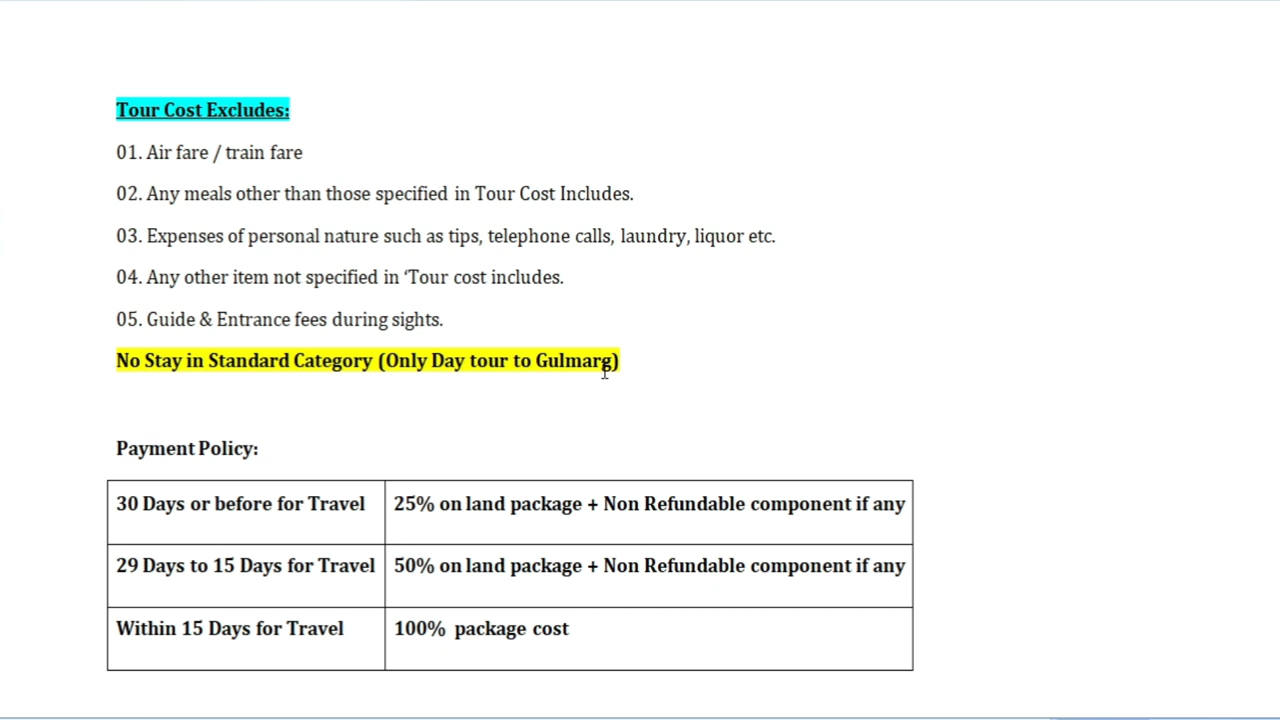 Tour Cost Excludes:
01. Air fare / train fare
02. Any meals other than those specified in Tour Cost Includes.
03. Expenses of personal nature such as tips, telephone calls, laundry, liquor etc.
04. Any other item not specified in ‘Tour cost includes.
05. Guide & Entrance fees during sights.
No Stay in Standard Category (Only Day tour to Gulmarg)
Payment Policy:
30 Days or before for Travel 25% on land package + Non Refundable component if any
29 Days to 15 Days for Travel 50% on land package + Non Refundable component if any
Within 15 Days for Travel 100% package cost